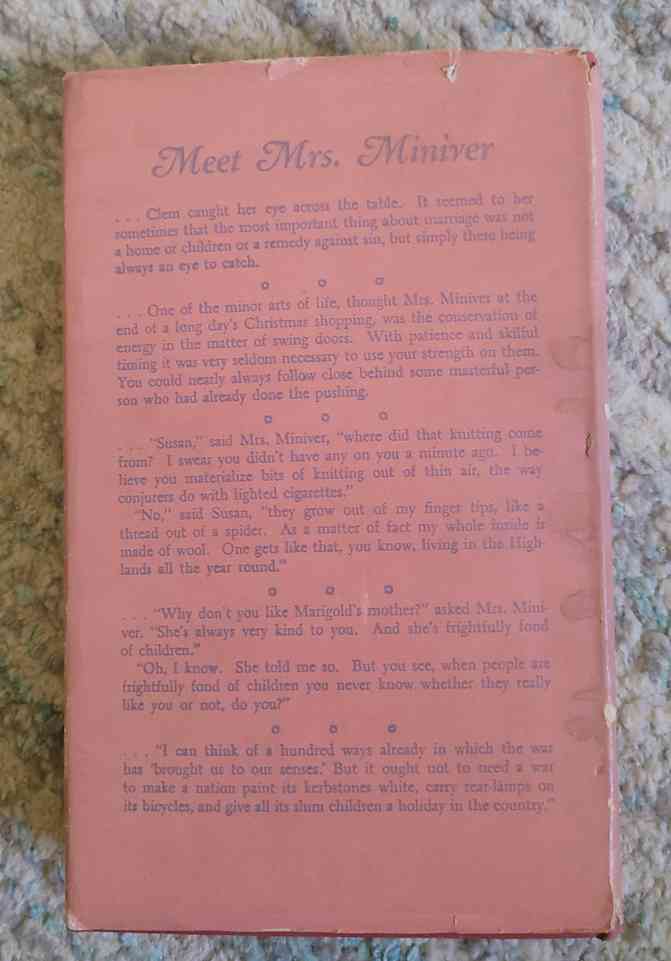 Meet Mrs. Miniver
. . . Clem caught her eye across the table. It seemed to her
sometimes that the most important thing about marriage was not
a home or children or a remedy against sin, but simply there being
always an eye to catch.
. . . One of the minor arts of life, thought Mrs. Miniver at the
end of a long day's Christmas shopping, was the conservation of
energy in the matter of swing doors. With patience and skilful
timing it was very seldom necessary to use your strength on them.
You could nearly always follow close behind some masterful per-
son who had already done the pushing.
. . . "Susan," said Mrs. Miniver, "where did that knitting come
from? I swear you didn't have any on you a minute ago. I be-
lieve you materialize bits of knitting out of thin air, the way
conjurers do with lighted cigarettes."
"No," said Susan, "they grow out of my finger tips, like a
thread out of a spider. As a matter of fact my whole inside is
made of wool. One gets like that, you know, living in the High-
lands all the year round."
. . . "Why don't you like Marigold's mother?" asked Mrs. Mini-
ver. "She's always very kind to you. And she's frightfully fond
of children."
"Oh, I know. She told me so. But you see, when people are
frightfully fond of children you never know whether they really
like you or not, do you?"
. . . "I can think of a hundred ways already in which the war
has 'brought us to our senses.' But it ought not to need a war
to make a nation paint its kerbstones white, carry rear-lamps on
its bicycles, and give all its slum children a holiday in the country."